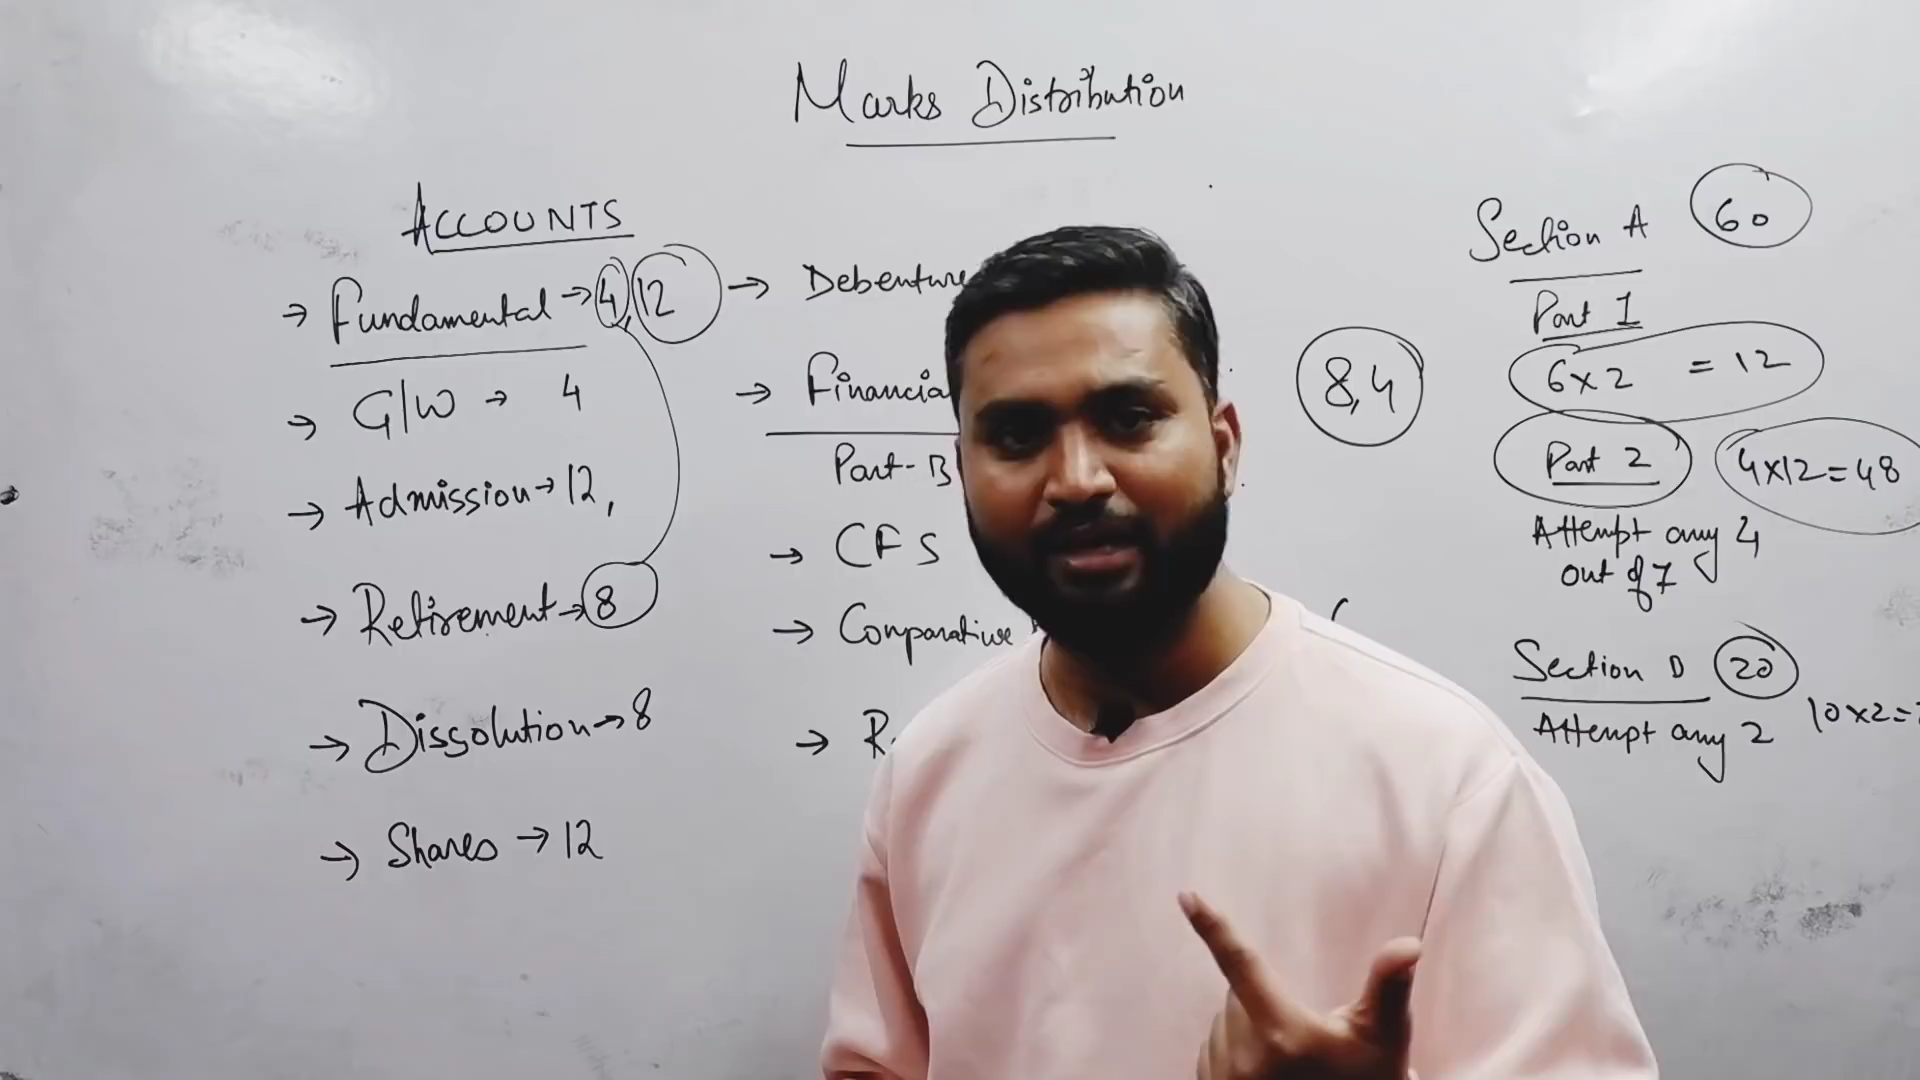 Marks Distribution
ACCOUNTS
→ Fundamental → 4, 12
→ G/W → 4
→ Admission → 12,
→ Retirement → 8
→ Dissolution → 8
→ Shares → 12
→ Debenture
→ Financia
Part-B
→ CFS
→ Comparative
→ R
8,4
Section A 60
Part 1
6x2 = 12
Part 2 4x12=48
Attempt any 4
out of 7
Section B 20
Attempt any 2 10x2=